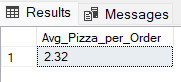 Results Messages
Avg_Pizza_per_Order
1 2.32